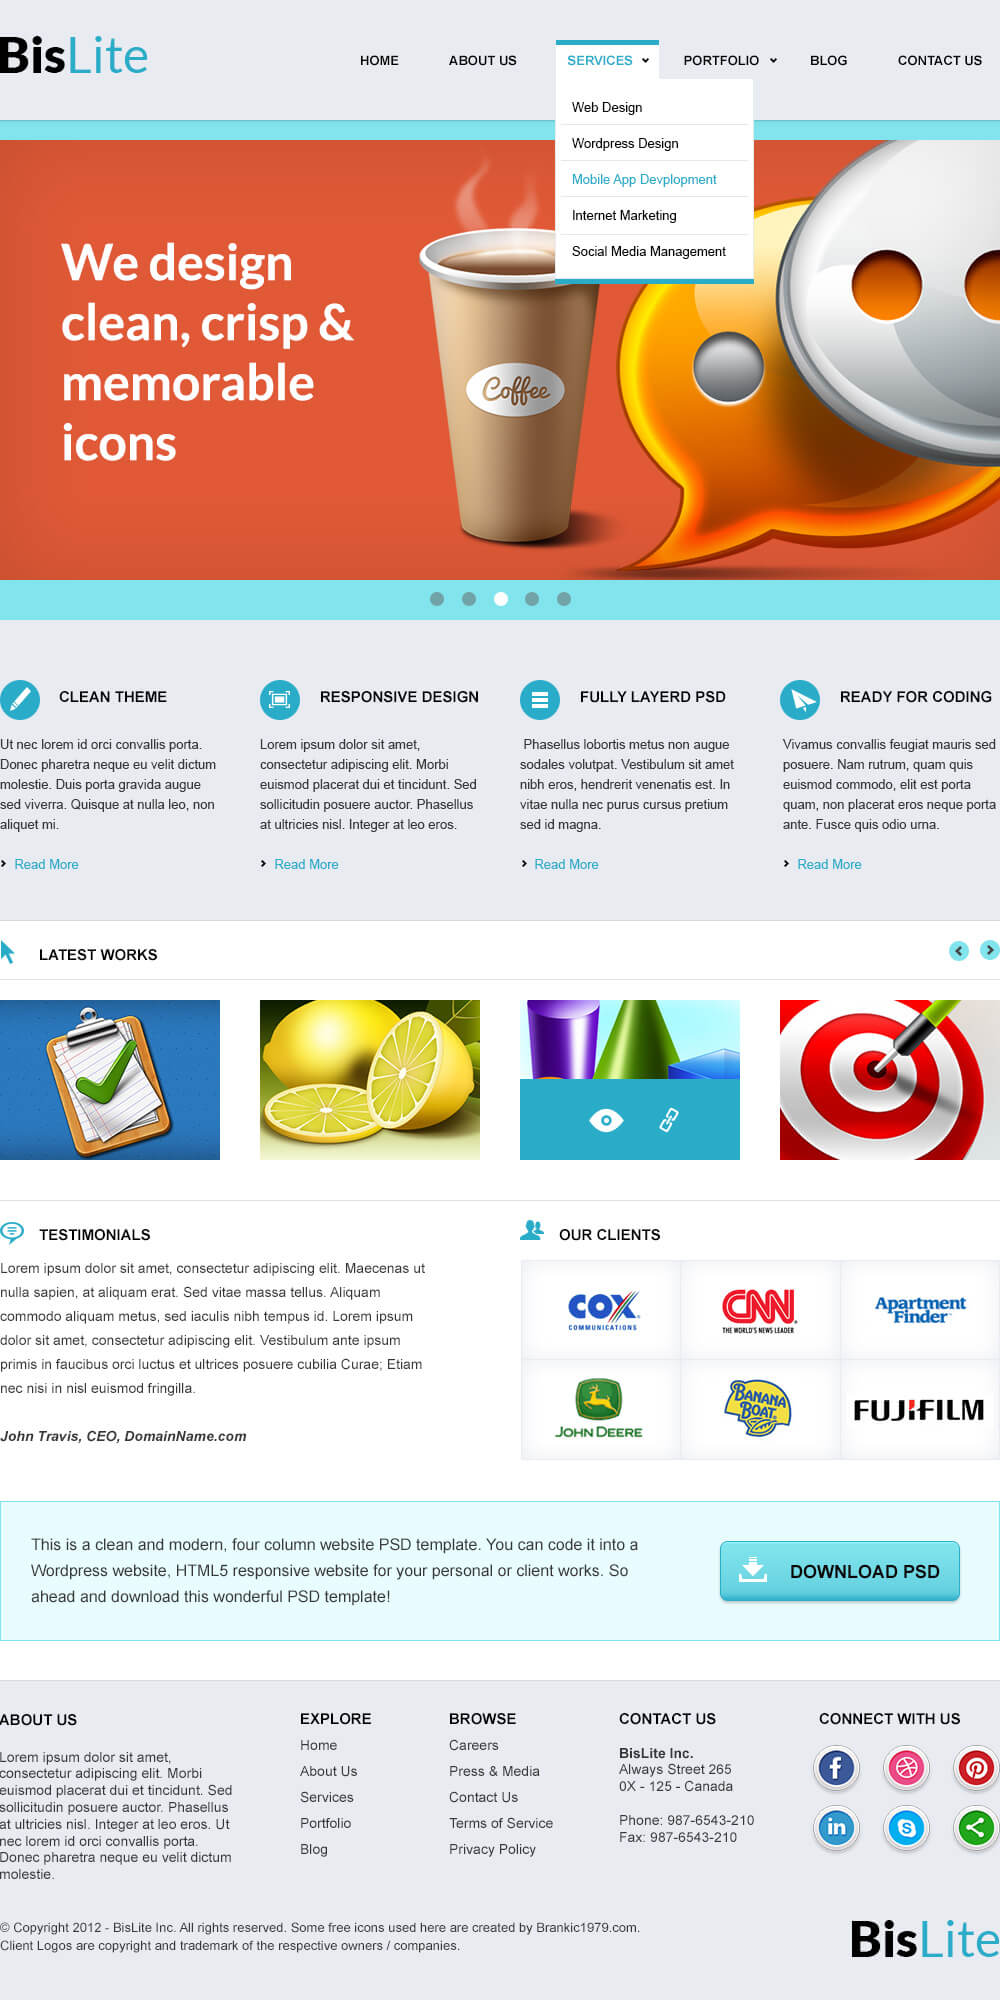 BisLite
HOME ABOUT US SERVICES PORTFOLIO BLOG CONTACT US
Web Design
Wordpress Design
Mobile App Devplopment
Internet Marketing
Social Media Management
We design
clean, crisp &
memorable
icons
Coffee
CLEAN THEME
Ut nec lorem id orci convallis porta.
Donec pharetra neque eu velit dictum
molestie. Duis porta gravida augue
sed viverra. Quisque at nulla leo, non
aliquet mi.
Read More
RESPONSIVE DESIGN
Lorem ipsum dolor sit amet,
consectetur adipiscing elit. Morbi
euismod placerat dui et tincidunt. Sed
sollicitudin posuere auctor. Phasellus
at ultricies nisl. Integer at leo eros.
Read More
FULLY LAYERD PSD
Phasellus lobortis metus non augue
sodales volutpat. Vestibulum sit amet
nibh eros, hendrerit venenatis est. In
vitae nulla nec purus cursus pretium
sed id magna.
Read More
READY FOR CODING
Vivamus convallis feugiat mauris sed
posuere. Nam rutrum, quam quis
euismod commodo, elit est porta
quam, non placerat eros neque porta
ante. Fusce quis odio urna.
Read More
LATEST WORKS
TESTIMONIALS
Lorem ipsum dolor sit amet, consectetur adipiscing elit. Maecenas ut
nulla sapien, at aliquam erat. Sed vitae massa tellus. Aliquam
commodo aliquam metus, sed iaculis nibh tempus id. Lorem ipsum
dolor sit amet, consectetur adipiscing elit. Vestibulum ante ipsum
primis in faucibus orci luctus et ultrices posuere cubilia Curae; Etiam
nec nisi in nisl euismod fringilla.
John Travis, CEO, DomainName.com
OUR CLIENTS
COX
COMMUNICATIONS
CNN
THE WORLD'S NEWS LEADER
Apartment
Finder
JOHN DEERE
BANANA
BOAT
FUJIFILM
This is a clean and modern, four column website PSD template. You can code it into a
Wordpress website, HTML5 responsive website for your personal or client works. So
ahead and download this wonderful PSD template!
DOWNLOAD PSD
ABOUT US
Lorem ipsum dolor sit amet,
consectetur adipiscing elit. Morbi
euismod placerat dui et tincidunt. Sed
sollicitudin posuere auctor. Phasellus
at ultricies nisl. Integer at leo eros. Ut
nec lorem id orci convallis porta.
Donec pharetra neque eu velit dictum
molestie.
EXPLORE
Home
About Us
Services
Portfolio
Blog
BROWSE
Careers
Press & Media
Contact Us
Terms of Service
Privacy Policy
CONTACT US
BisLite Inc.
Always Street 265
0X - 125 - Canada
Phone: 987-6543-210
Fax: 987-6543-210
CONNECT WITH US
© Copyright 2012 - BisLite Inc. All rights reserved. Some free icons used here are created by Brankic1979.com.
Client Logos are copyright and trademark of the respective owners / companies.
BisLite